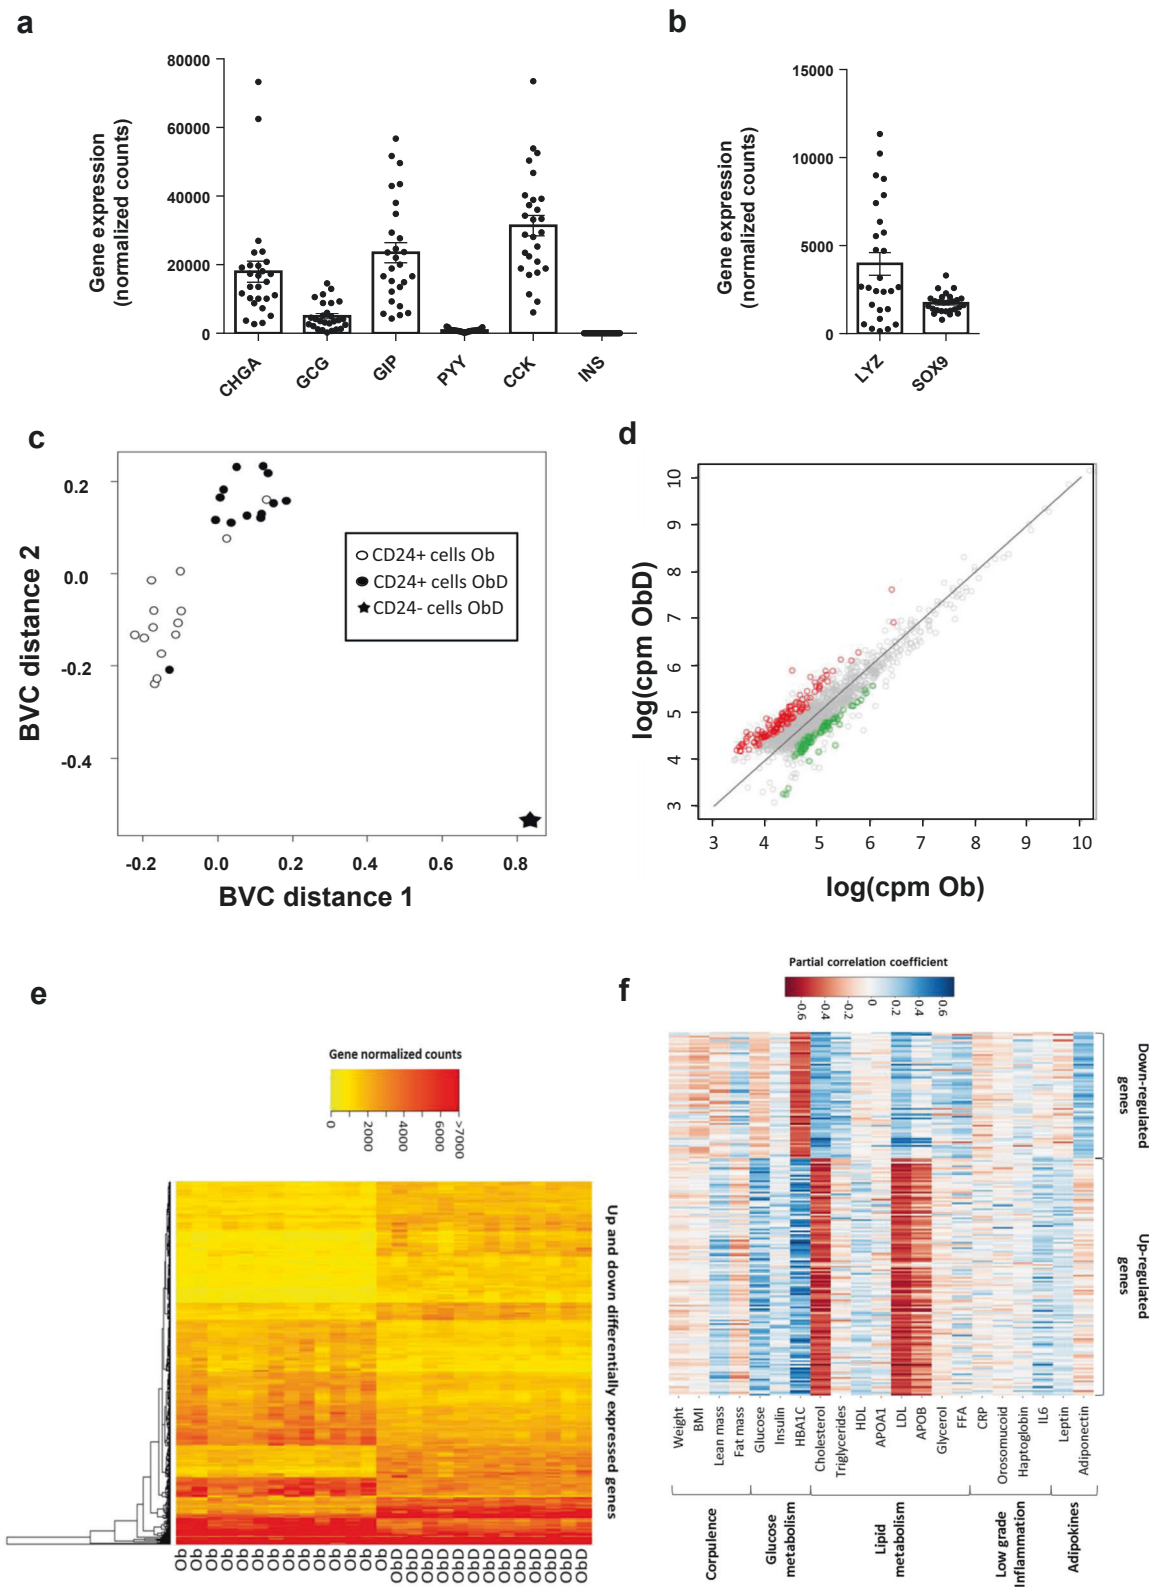 a
b
80000
60000
40000
20000
0
Gene expression
(normalized counts)
CHGA
GCG
GIP
PYY
CCK
INS
15000
10000
5000
0
Gene expression
(normalized counts)
LYZ
SOX9
c
d
0.2
0.0
-0.2
-0.4
BVC distance 2
CD24+ cells Ob
CD24+ cells ObD
CD24- cells ObD
-0.2
0.0
0.2
0.4
0.6
0.8
BVC distance 1
10
9
8
7
6
5
4
3
log(cpm ObD)
3
4
5
6
7
8
9
10
log(cpm Ob)
e
f
Gene normalized counts
0
2000
4000
6000
>7000
Up and down differentially expressed genes
Ob
Ob
Ob
Ob
Ob
Ob
Ob
Ob
Ob
Ob
Ob
Ob
Ob
Ob
ObD
ObD
ObD
ObD
ObD
ObD
ObD
ObD
ObD
ObD
ObD
ObD
ObD
Partial correlation coefficient
-0.6
-0.4
-0.2
0
0.2
0.4
0.6
Down-regulated
genes
Up-regulated
genes
Weight
BMI
Lean mass
Fat mass
Glucose
Insulin
HBA1C
Cholesterol
Triglycerides
HDL
APOA1
LDL
APOB
Glycerol
FFA
CRP
Orosomucoid
Haptoglobin
IL6
Leptin
Adiponectin
Corpulence
Glucose
metabolism
Lipid
metabolism
Low grade
Inflammation
Adipokines